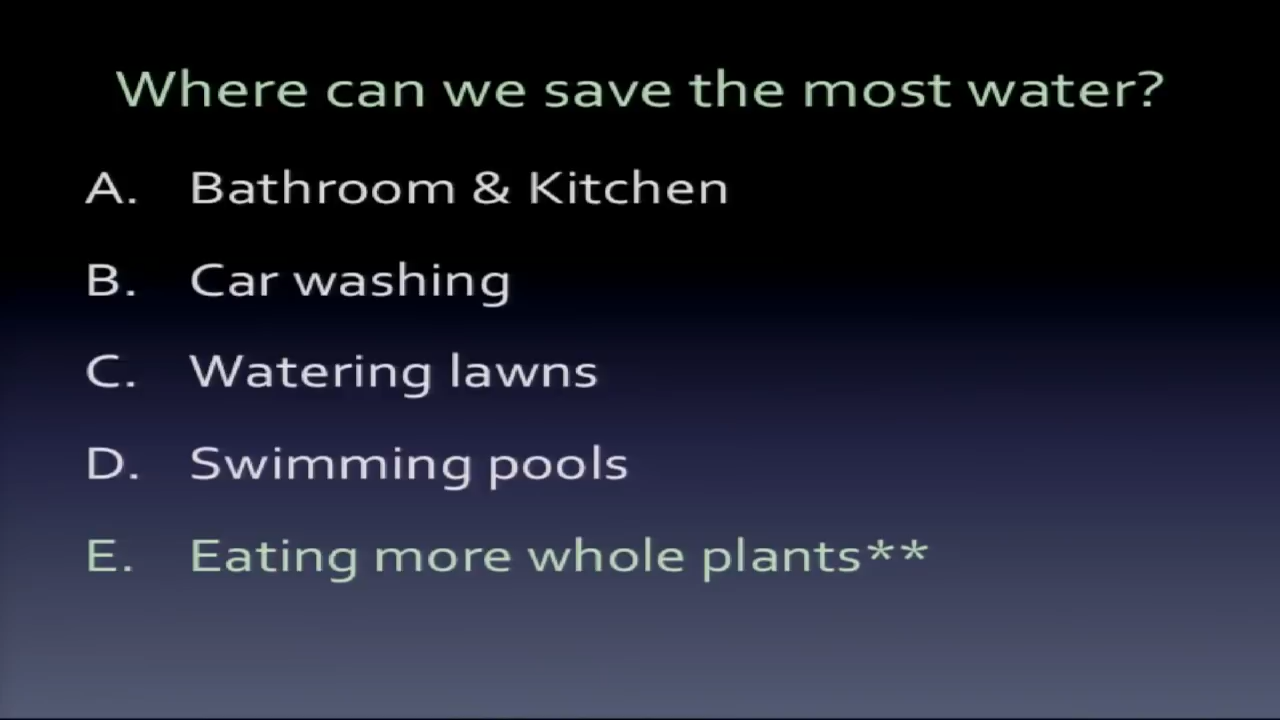 Where can we save the most water?
A. Bathroom & Kitchen
B. Car washing
C. Watering lawns
D. Swimming pools
E. Eating more whole plants**